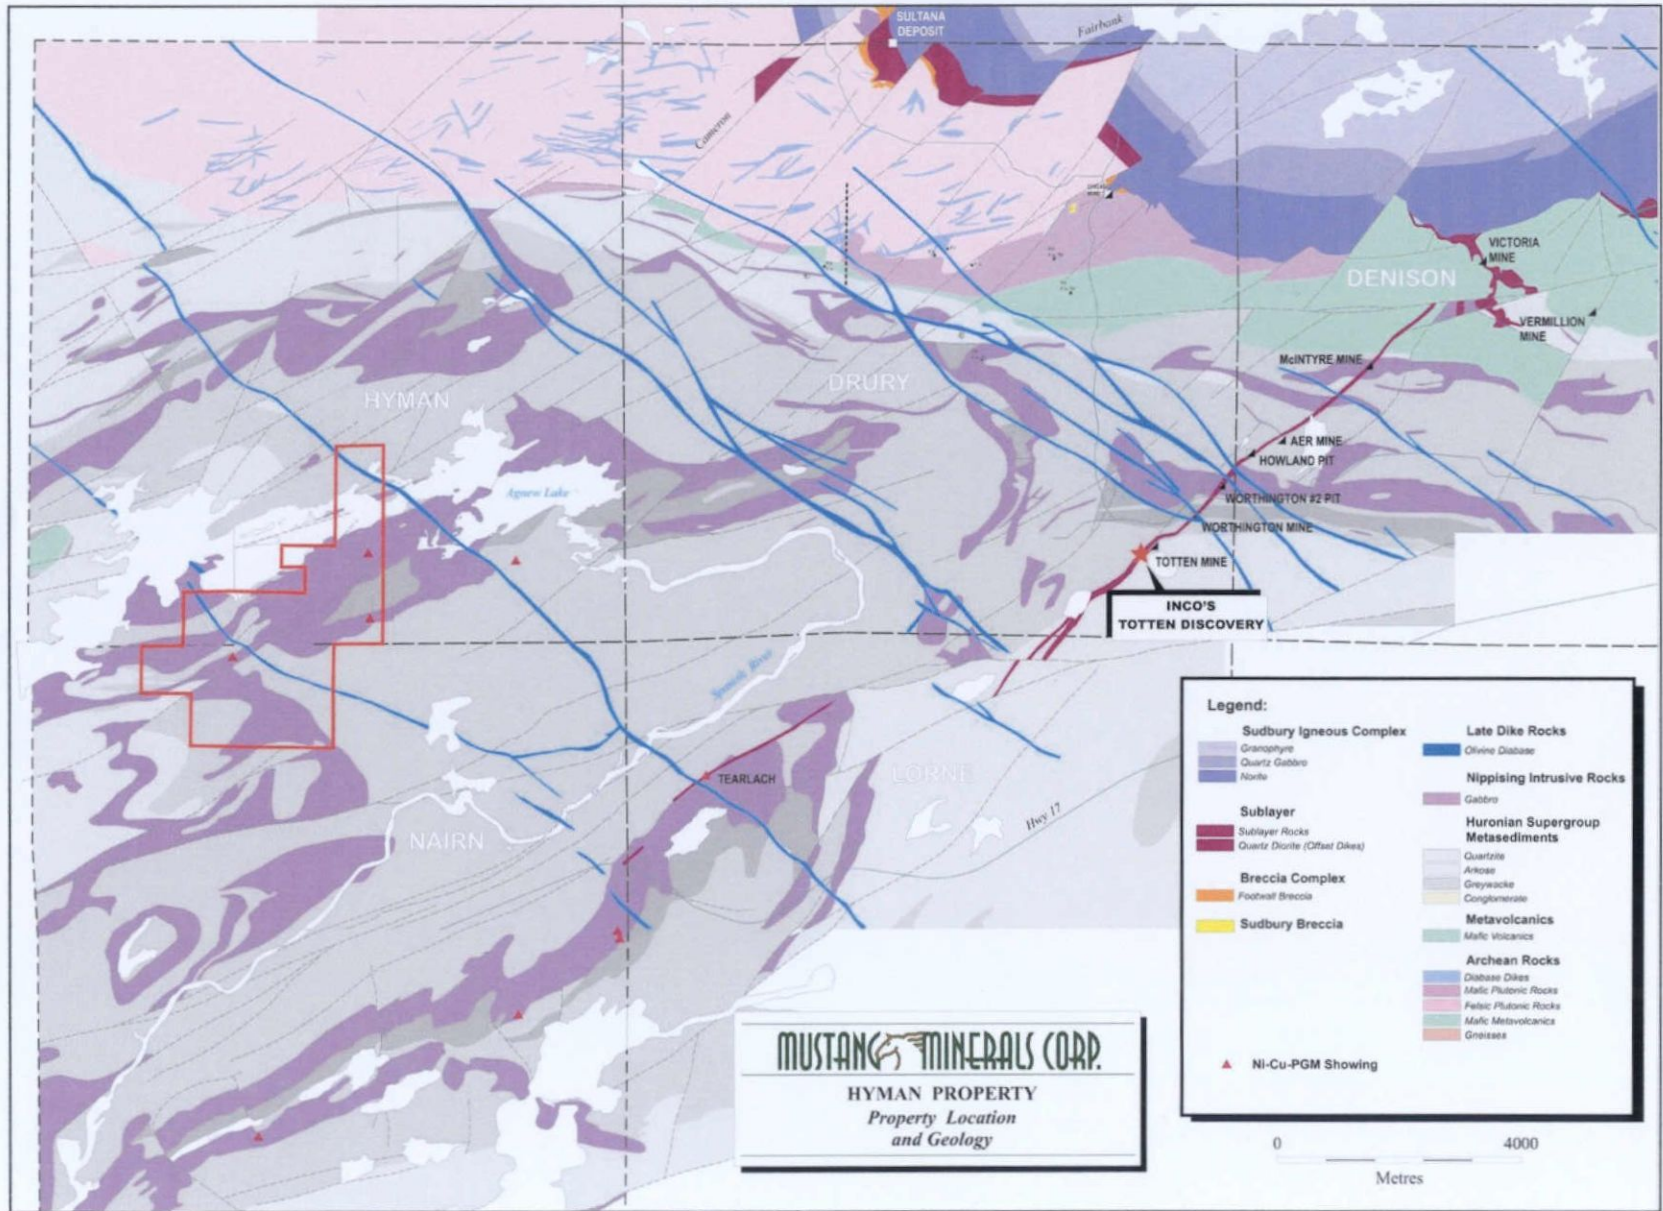 SULTANA
DEPOSIT
Fairbank
Cameron
VICTORIA
MINE
DENISON
VERMILLION
MINE
McINTYRE MINE
DRURY
HYMAN
AER MINE
HOWLAND PIT
Agnew Lake
WORTHINGTON #2 PIT
WORTHINGTON MINE
TOTTEN MINE
INCO'S
TOTTEN DISCOVERY
Spanish River
TEARLACH
LORNE
NAIRN
Hwy 17
Legend:
Sudbury Igneous Complex
Granophyre
Quartz Gabbro
Norite
Sublayer
Sublayer Rocks
Quartz Diorite (Offset Dikes)
Breccia Complex
Footwall Breccia
Sudbury Breccia
Late Dike Rocks
Olivine Diabase
Nippising Intrusive Rocks
Gabbro
Huronian Supergroup
Metasediments
Quartzite
Arkose
Greywacke
Conglomerate
Metavolcanics
Mafic Volcanics
Archean Rocks
Diabase Dikes
Mafic Plutonic Rocks
Felsic Plutonic Rocks
Mafic Metavolcanics
Gneisses
Ni-Cu-PGM Showing
MUSTANG MINERALS CORP.
HYMAN PROPERTY
Property Location
and Geology
0 4000
Metres